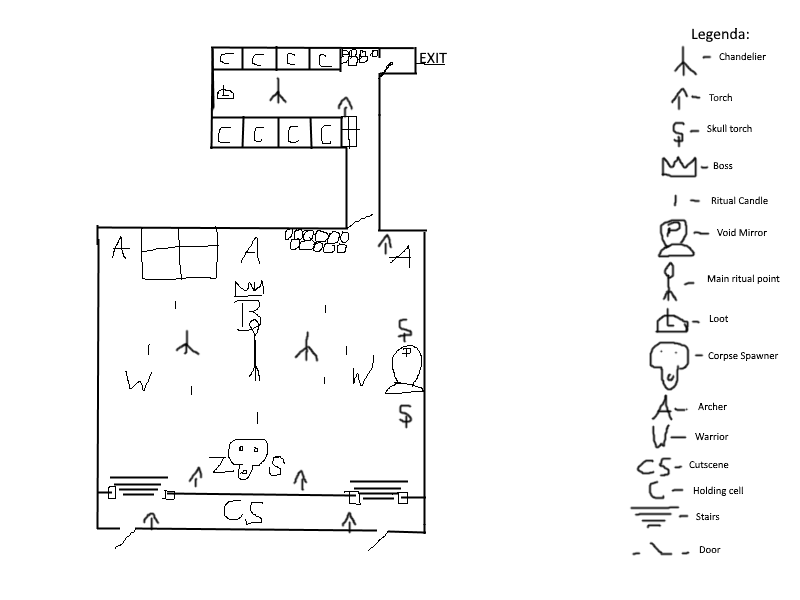 Legenda:
Chandelier
Torch
Skull torch
Boss
Ritual Candle
P
Void Mirror
Main ritual point
L
Loot
Corpse Spawner
A
Archer
W
Warrior
CS
Cutscene
C
Holding cell
Stairs
Door
C C C C
EXIT
L
C C C C
A A A
B
P
W W
Z S
CS